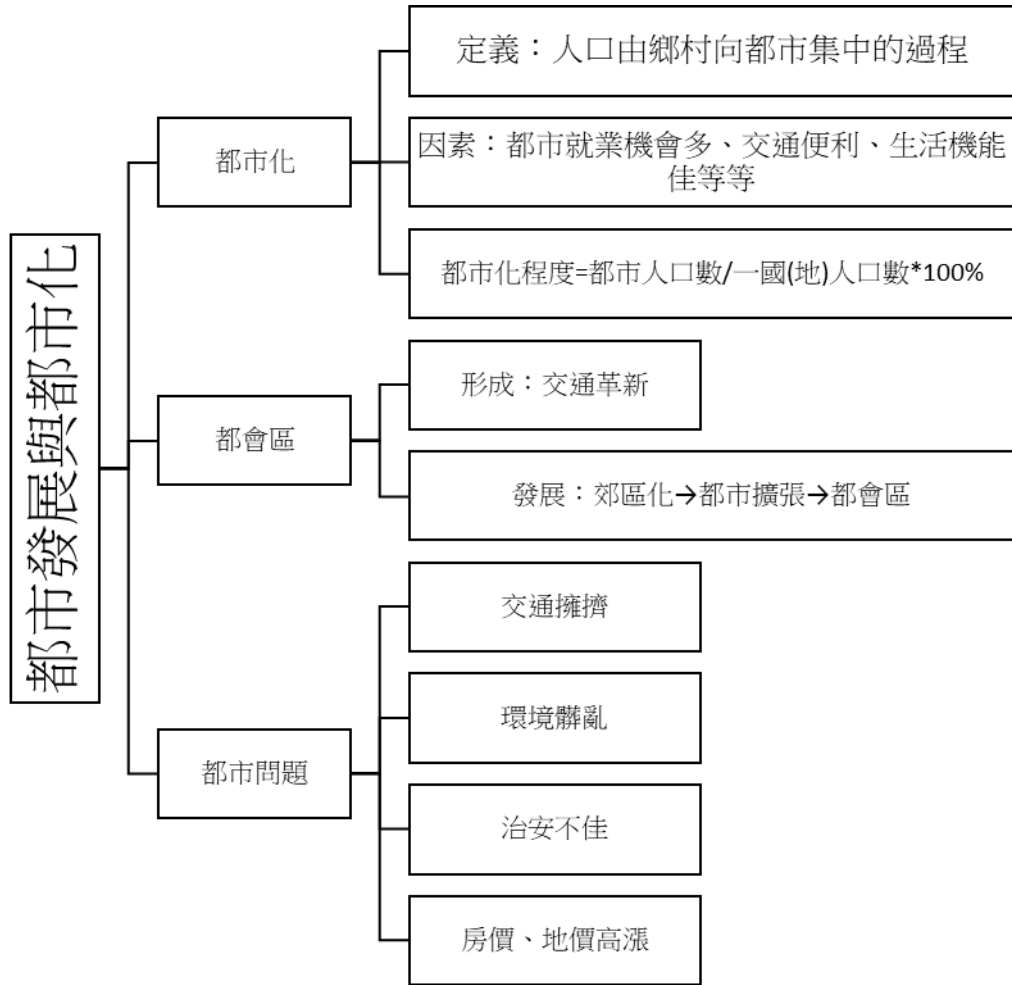 都市發展與都市化
都市化
定義：人口由鄉村向都市集中的過程
因素：都市就業機會多、交通便利、生活機能
佳等等
都市化程度=都市人口數/一國(地)人口數*100%
都會區
形成：交通革新
發展：郊區化→都市擴張→都會區
都市問題
交通擁擠
環境髒亂
治安不佳
房價、地價高漲